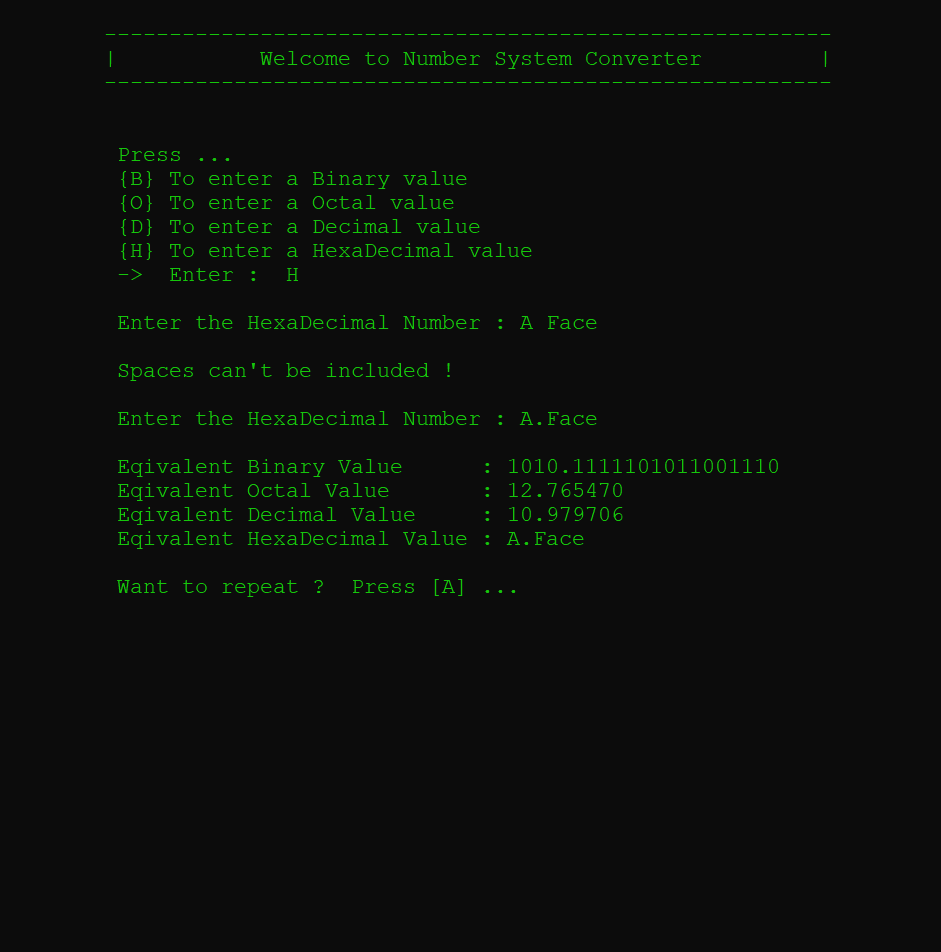 --------------------------------------------------------
|           Welcome to Number System Converter         |
--------------------------------------------------------
Press ...
{B} To enter a Binary value
{O} To enter a Octal value
{D} To enter a Decimal value
{H} To enter a HexaDecimal value
->  Enter :  H
Enter the HexaDecimal Number : A Face
Spaces can't be included !
Enter the HexaDecimal Number : A.Face
Eqivalent Binary Value      : 1010.1111101011001110
Eqivalent Octal Value       : 12.765470
Eqivalent Decimal Value     : 10.979706
Eqivalent HexaDecimal Value : A.Face
Want to repeat ?  Press [A] ...